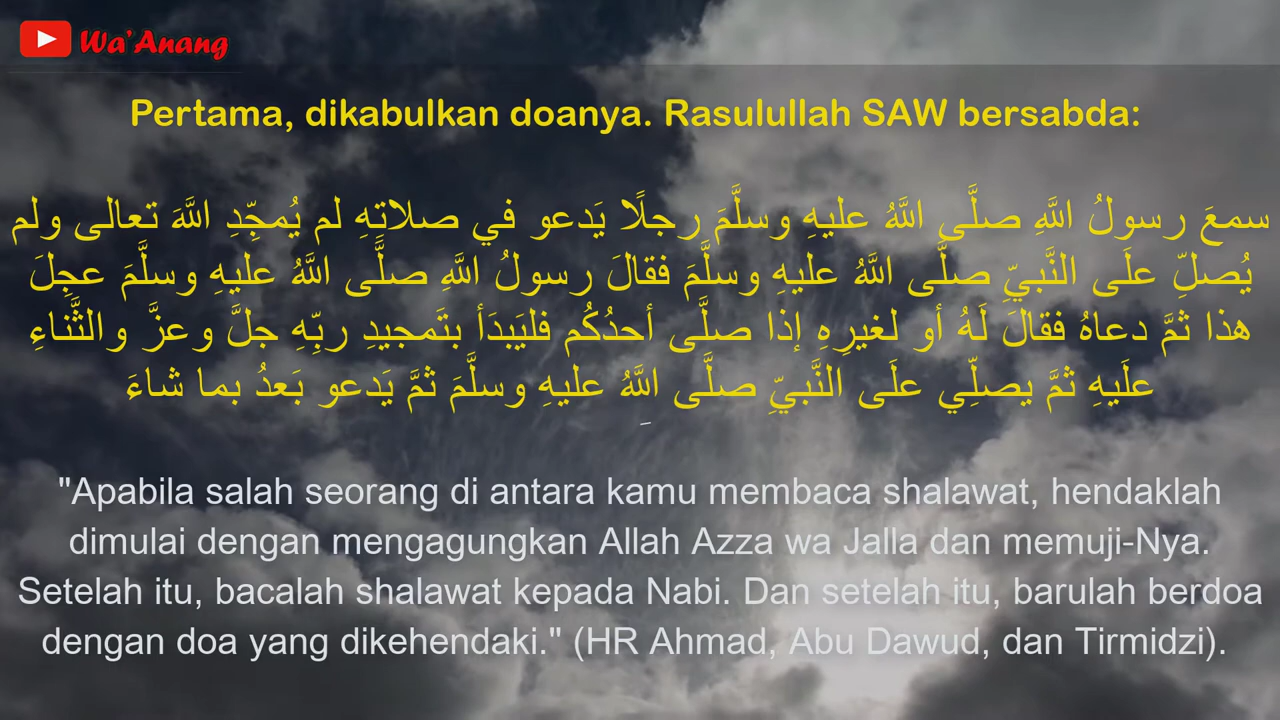 Wa'Anang
Pertama, dikabulkan doanya. Rasulullah SAW bersabda:
سمعَ رسولُ اللَّهِ صلَّى اللَّهُ عليهِ وسلَّمَ رجلًا يَدعو في صلاتِهِ لم يُمجِّدِ اللَّهَ تعالى ولم
يُصلِّ علَى النَّبيِّ صلَّى اللَّهُ عليهِ وسلَّمَ فقالَ رسولُ اللَّهِ صلَّى اللَّهُ عليهِ وسلَّمَ عجِلَ
هذا ثمَّ دعاهُ فقالَ لَهُ أو لغيرِهِ إذا صلَّى أحدُكُم فليَبدَأ بتَمجيدِ ربِّهِ جلَّ وعزَّ والثَّناءِ
علَيهِ ثمَّ يصلِّي علَى النَّبيِّ صلَّى اللَّهُ عليهِ وسلَّمَ ثمَّ يَدعو بَعدُ بما شاءَ
"Apabila salah seorang di antara kamu membaca shalawat, hendaklah
dimulai dengan mengagungkan Allah Azza wa Jalla dan memuji-Nya.
Setelah itu, bacalah shalawat kepada Nabi. Dan setelah itu, barulah berdoa
dengan doa yang dikehendaki." (HR Ahmad, Abu Dawud, dan Tirmidzi).